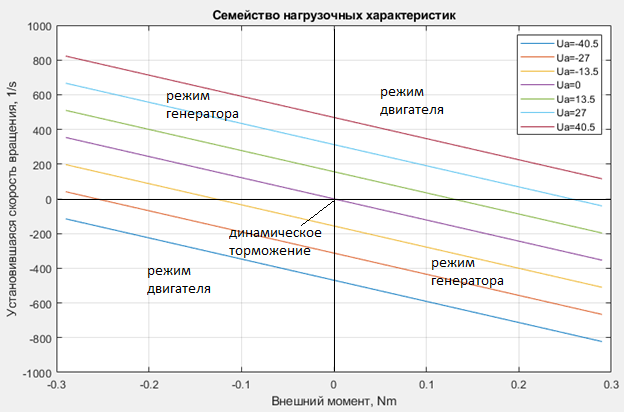 Семейство нагрузочных характеристик
1000
800
600
400
200
0
-200
-400
-600
-800
-1000
Установившаяся скорость вращения, 1/s
Ua=-40.5
Ua=-27
Ua=-13.5
Ua=0
Ua=13.5
Ua=27
Ua=40.5
режим
генератора
режим
двигателя
динамическое
торможение
режим
двигателя
режим
генератора
-0.3
-0.2
-0.1
0
0.1
0.2
0.3
Внешний момент, Nm